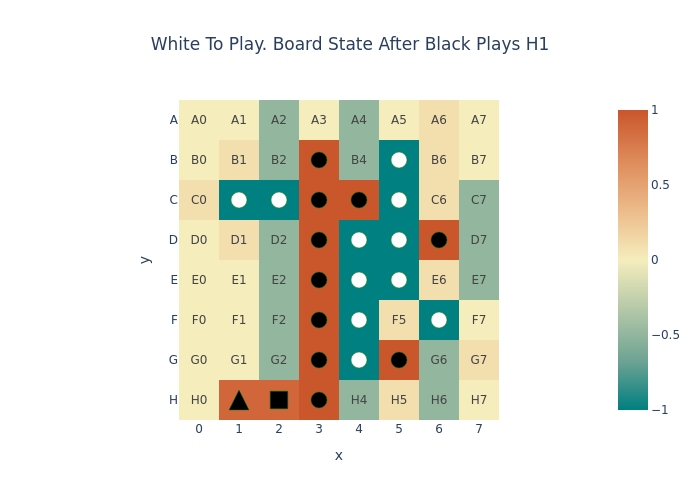 White To Play. Board State After Black Plays H1
A A0 A1 A2 A3 A4 A5 A6 A7
B B0 B1 B2 B4 B6 B7
C C0 C6 C7
D D0 D1 D2 D7
E E0 E1 E2 E6 E7
F F0 F1 F2 F5 F7
G G0 G1 G2 G6 G7
H H0 H4 H5 H6 H7
0 1 2 3 4 5 6 7
x
y
1
0.5
0
−0.5
−1